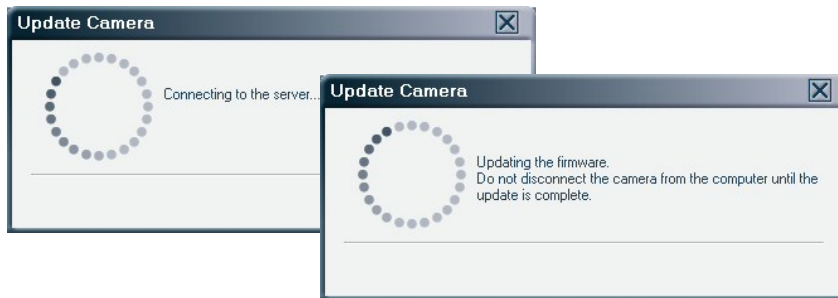 Update Camera
Connecting to the server...
Update Camera
Updating the firmware.
Do not disconnect the camera from the computer until the
update is complete.